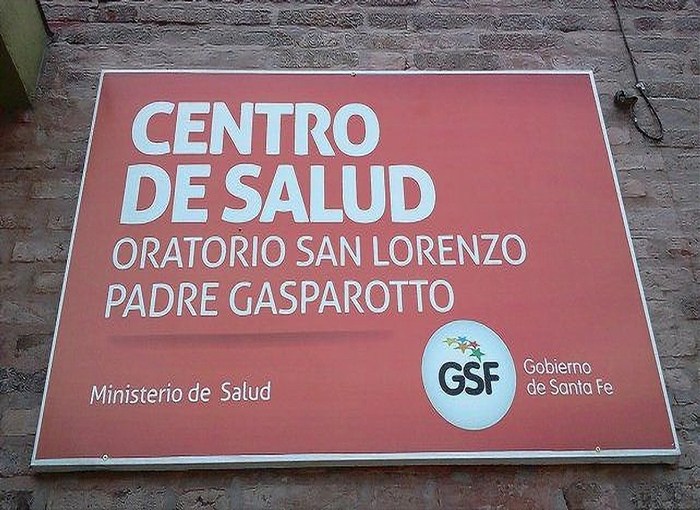 CENTRO
DE SALUD
ORATORIO SAN LORENZO
PADRE GASPAROTTO
Ministerio de Salud
GSF
Gobierno
de Santa Fe